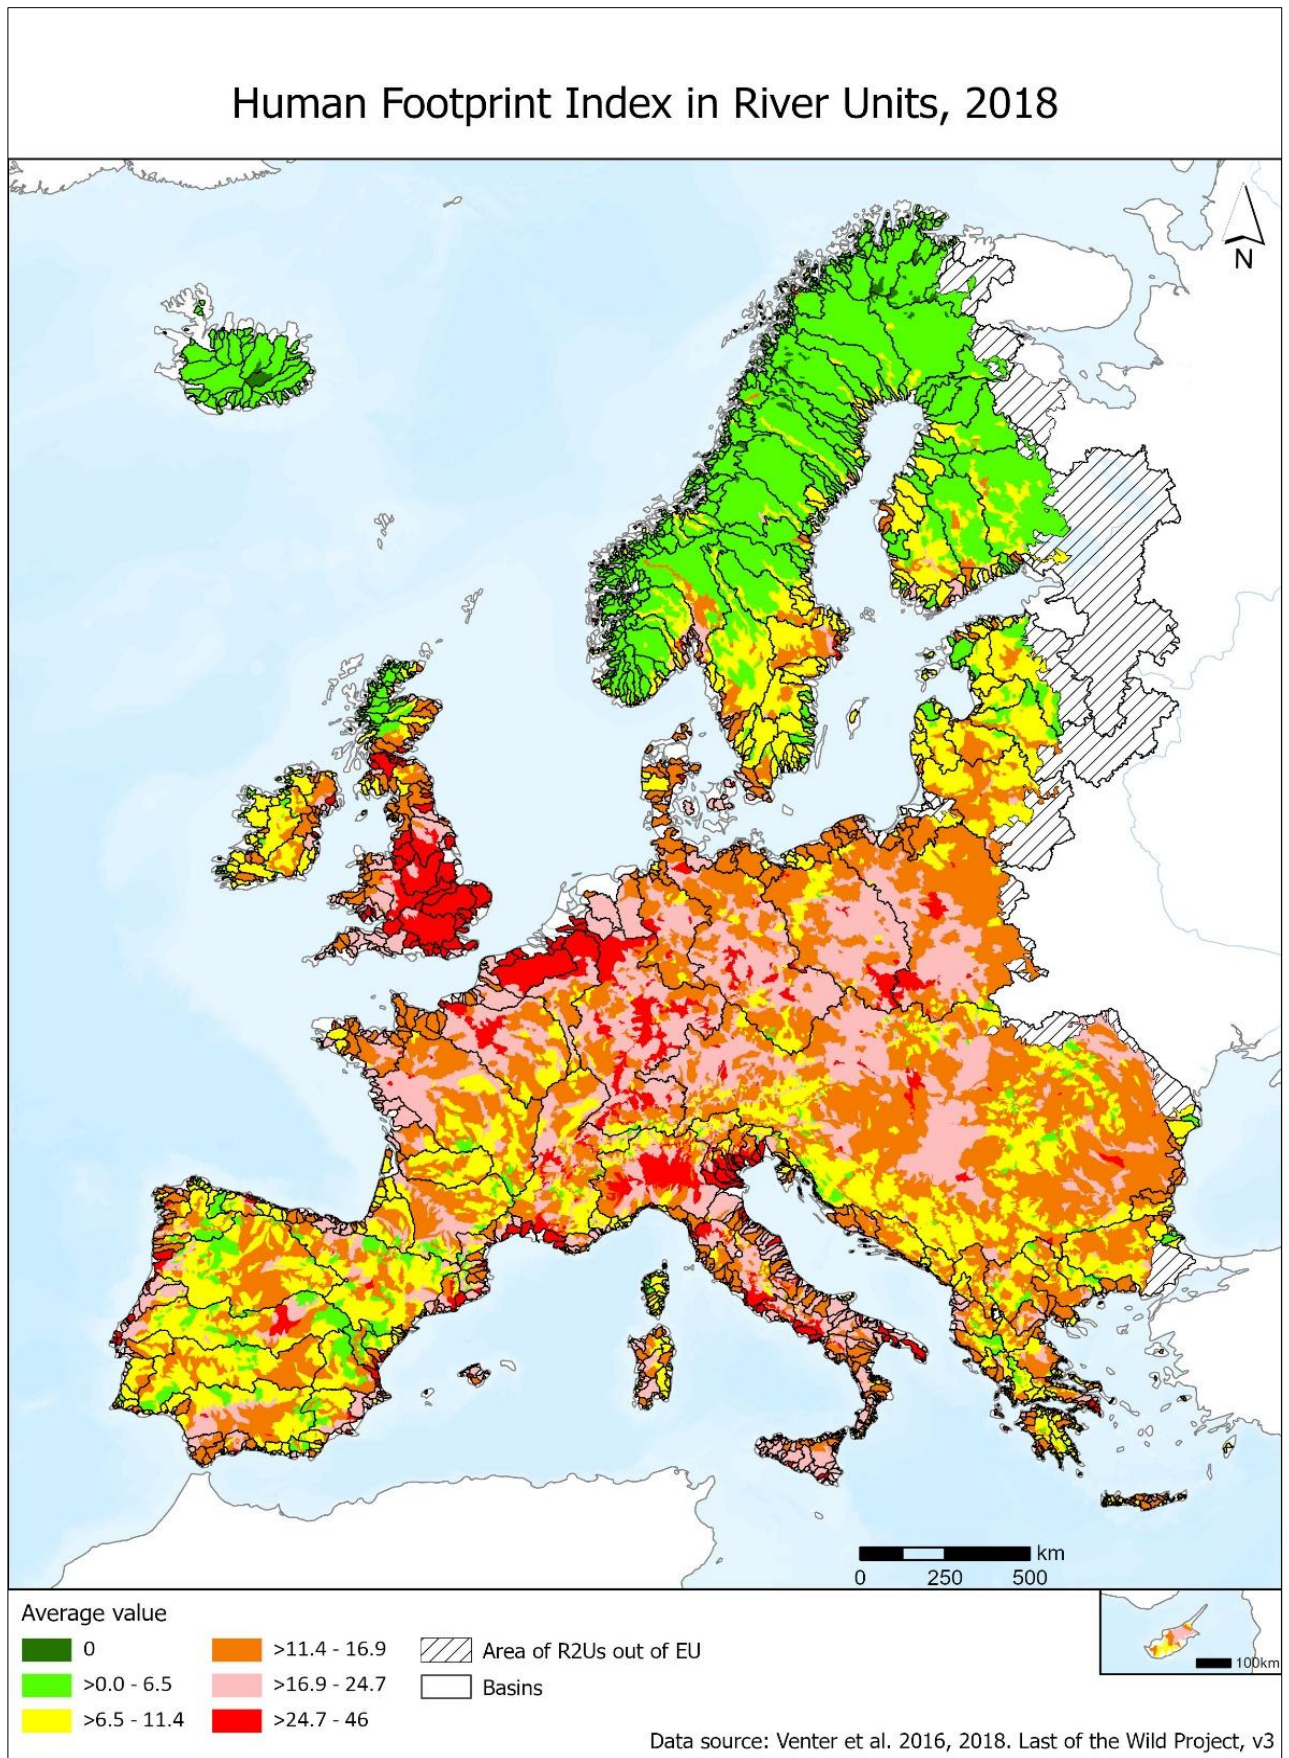 Human Footprint Index in River Units, 2018
N
km
0 250 500
100km
Average value
0
>0.0 - 6.5
>6.5 - 11.4
>11.4 - 16.9
>16.9 - 24.7
>24.7 - 46
Area of R2Us out of EU
Basins
Data source: Venter et al. 2016, 2018. Last of the Wild Project, v3